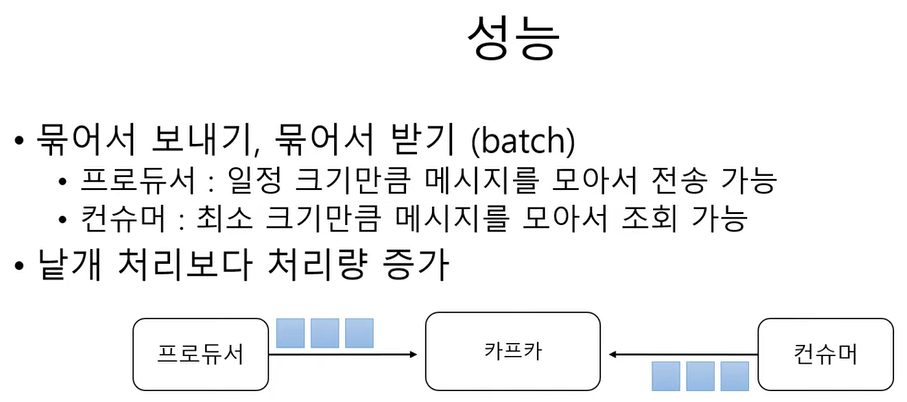 성능
• 묶어서 보내기, 묶어서 받기 (batch)
• 프로듀서 : 일정 크기만큼 메시지를 모아서 전송 가능
• 컨슈머 : 최소 크기만큼 메시지를 모아서 조회 가능
• 낱개 처리보다 처리량 증가
프로듀서
카프카
컨슈머